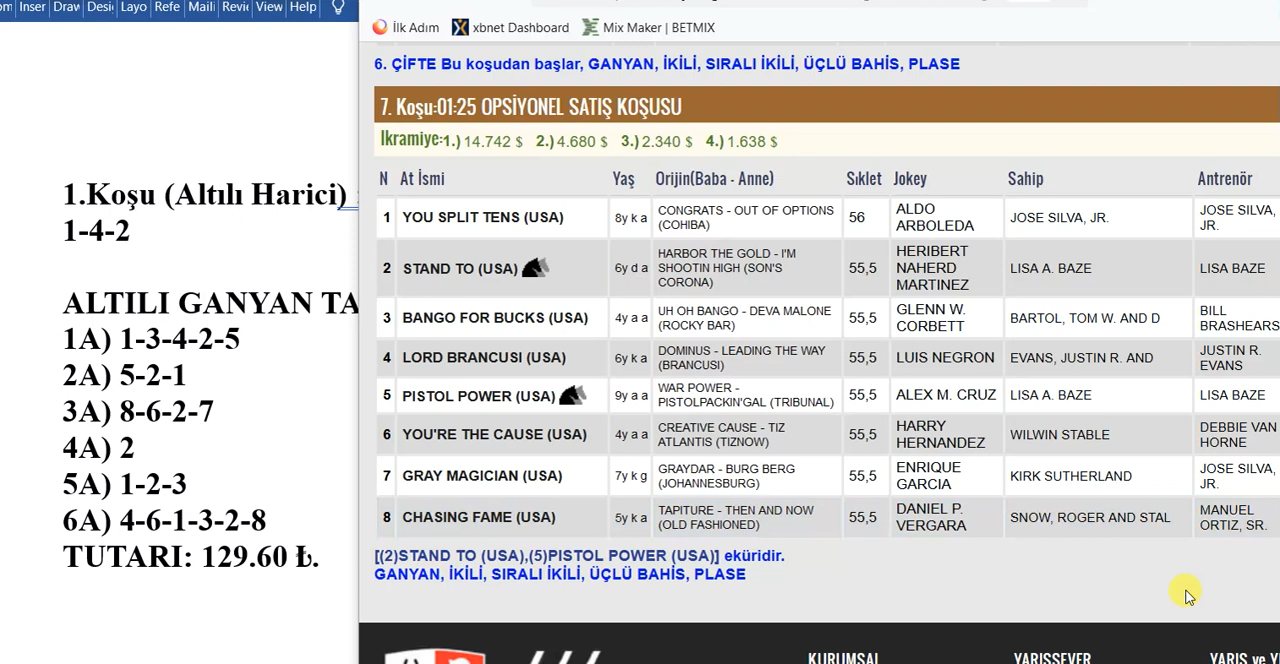 om Inser Draw Desi Layo Refe Maili Revie View Help
İlk Adım xbnet Dashboard Mix Maker | BETMIX
1.Koşu (Altılı Harici) :
1-4-2
ALTILI GANYAN TA
1A) 1-3-4-2-5
2A) 5-2-1
3A) 8-6-2-7
4A) 2
5A) 1-2-3
6A) 4-6-1-3-2-8
TUTARI: 129.60 ₺.
6. ÇİFTE Bu koşudan başlar, GANYAN, İKİLİ, SIRALI İKİLİ, ÜÇLÜ BAHİS, PLASE
7. Koşu:01:25 OPSİYONEL SATIŞ KOŞUSU
İkramiye:1.) 14.742 $ 2.) 4.680 $ 3.) 2.340 $ 4.) 1.638 $
N At İsmi Yaş Orijin(Baba - Anne) Sıklet Jokey Sahip Antrenör
1 YOU SPLIT TENS (USA) 8y k a CONGRATS - OUT OF OPTIONS (COHIBA) 56 ALDO ARBOLEDA JOSE SILVA, JR. JOSE SILVA, JR.
2 STAND TO (USA) 6y d a HARBOR THE GOLD - I'M SHOOTIN HIGH (SON'S CORONA) 55,5 HERIBERT NAHERD MARTINEZ LISA A. BAZE LISA BAZE
3 BANGO FOR BUCKS (USA) 4y a a UH OH BANGO - DEVA MALONE (ROCKY BAR) 55,5 GLENN W. CORBETT BARTOL, TOM W. AND D BILL BRASHEARS
4 LORD BRANCUSI (USA) 6y k a DOMINUS - LEADING THE WAY (BRANCUSI) 55,5 LUIS NEGRON EVANS, JUSTIN R. AND JUSTIN R. EVANS
5 PISTOL POWER (USA) 9y a a WAR POWER - PISTOLPACKIN'GAL (TRIBUNAL) 55,5 ALEX M. CRUZ LISA A. BAZE LISA BAZE
6 YOU'RE THE CAUSE (USA) 4y a a CREATIVE CAUSE - TIZ ATLANTIS (TIZNOW) 55,5 HARRY HERNANDEZ WILWIN STABLE DEBBIE VAN HORNE
7 GRAY MAGICIAN (USA) 7y k g GRAYDAR - BURG BERG (JOHANNESBURG) 55,5 ENRIQUE GARCIA KIRK SUTHERLAND JOSE SILVA, JR.
8 CHASING FAME (USA) 5y k a TAPITURE - THEN AND NOW (OLD FASHIONED) 55,5 DANIEL P. VERGARA SNOW, ROGER AND STAL MANUEL ORTIZ, SR.
[(2)STAND TO (USA),(5)PISTOL POWER (USA)] eküridir.
GANYAN, İKİLİ, SIRALI İKİLİ, ÜÇLÜ BAHİS, PLASE
KURUMSAL YARIŞSEVER YARIŞ ve Y